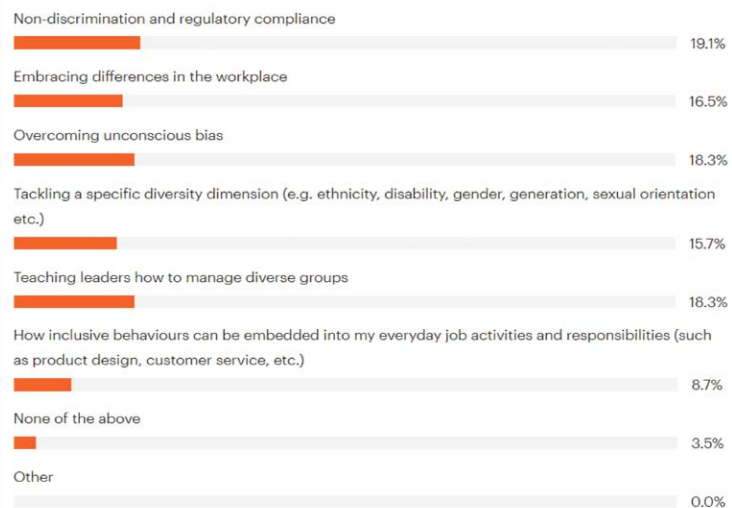 Non-discrimination and regulatory compliance
19.1%
Embracing differences in the workplace
16.5%
Overcoming unconscious bias
18.3%
Tackling a specific diversity dimension (e.g. ethnicity, disability, gender, generation, sexual orientation
etc.)
15.7%
Teaching leaders how to manage diverse groups
18.3%
How inclusive behaviours can be embedded into my everyday job activities and responsibilities (such
as product design, customer service, etc.)
8.7%
None of the above
3.5%
Other
0.0%